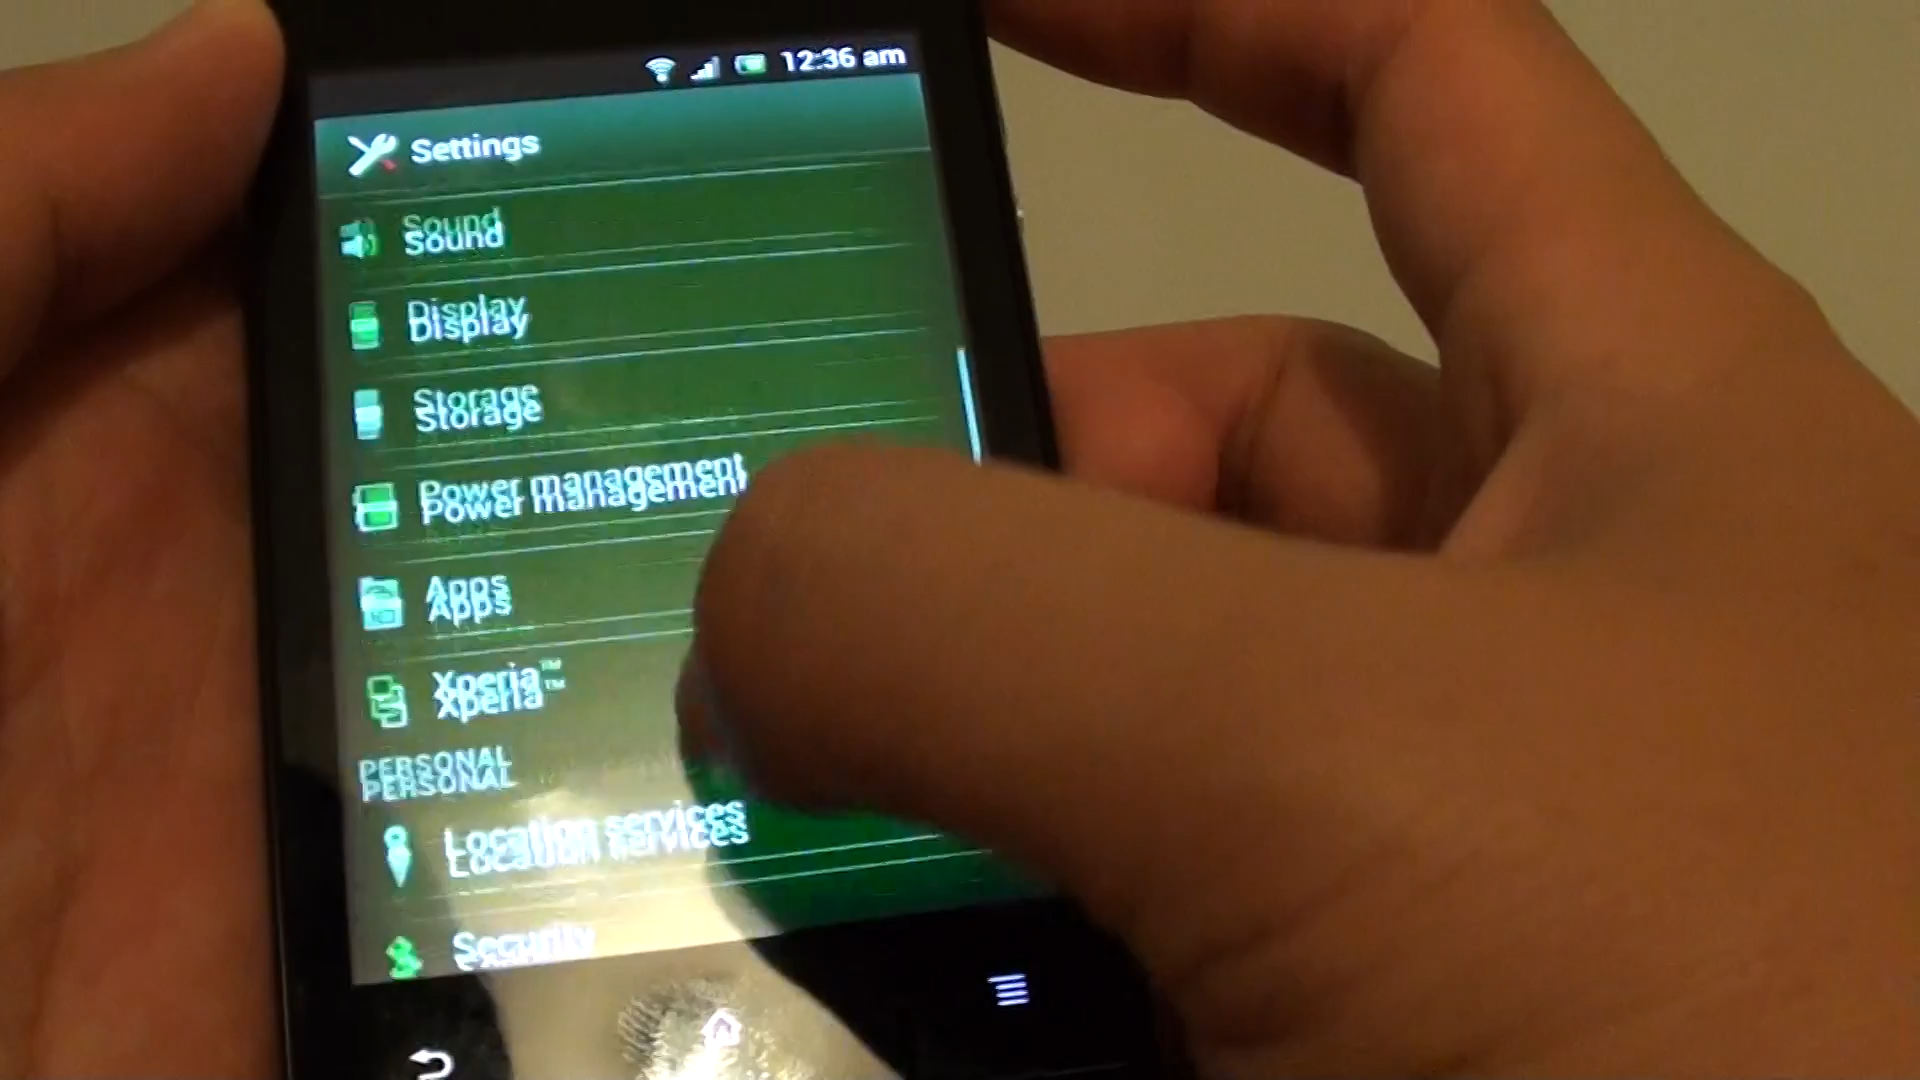 12:36 am
Settings
Sound
Display
Storage
Power management
Apps
Xperia™
PERSONAL
Location services
Security